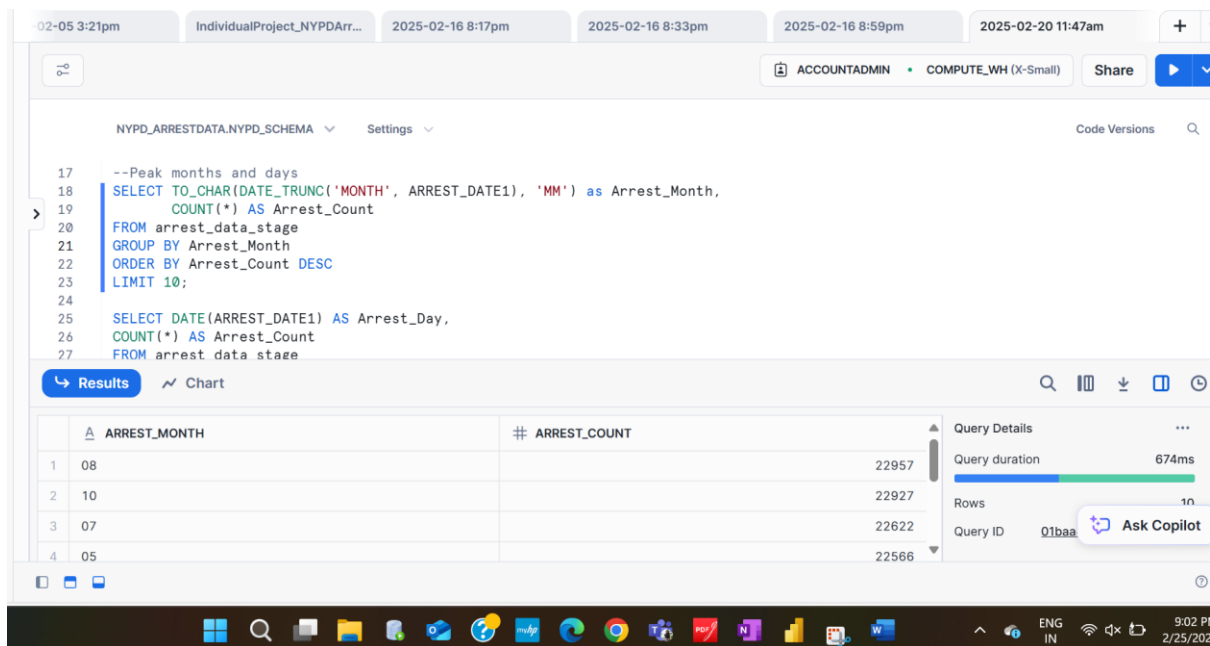 02-05 3:21pm IndividualProject_NYPDArr... 2025-02-16 8:17pm 2025-02-16 8:33pm 2025-02-16 8:59pm 2025-02-20 11:47am +
ACCOUNTADMIN • COMPUTE_WH (X-Small) Share
NYPD_ARRESTDATA.NYPD_SCHEMA Settings Code Versions
17 --Peak months and days
18 SELECT TO_CHAR(DATE_TRUNC('MONTH', ARREST_DATE1), 'MM') as Arrest_Month,
19 COUNT(*) AS Arrest_Count
20 FROM arrest_data_stage
21 GROUP BY Arrest_Month
22 ORDER BY Arrest_Count DESC
23 LIMIT 10;
24
25 SELECT DATE(ARREST_DATE1) AS Arrest_Day,
26 COUNT(*) AS Arrest_Count
27 FROM arrest_data_stage
Results Chart
A ARREST_MONTH # ARREST_COUNT Query Details ...
1 08 22957 Query duration 674ms
2 10 22927 Rows 10
3 07 22622 Query ID 01baa Ask Copilot
4 05 22566
myhp PDF ENG 9:02 P
IN 2/25/202